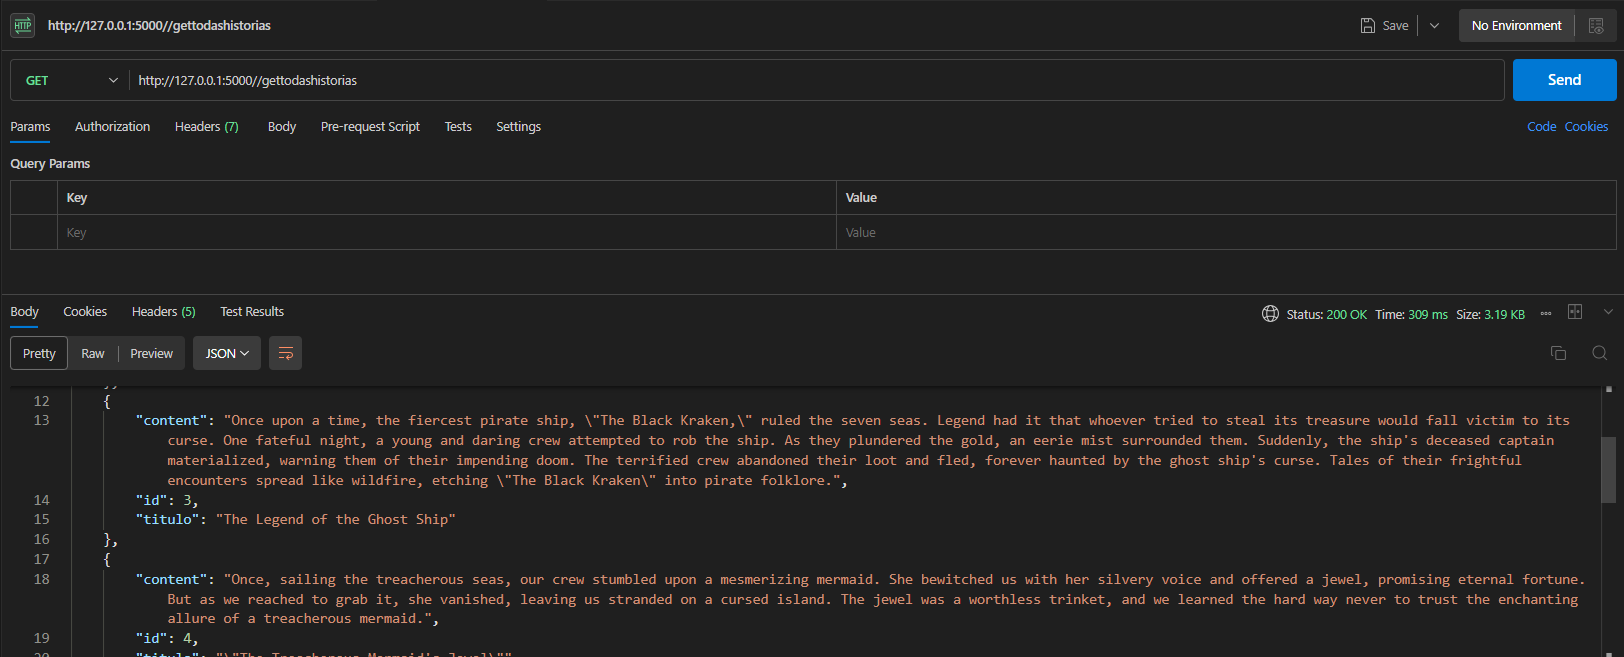 HTTP http://127.0.0.1:5000//gettodashistorias Save No Environment
GET http://127.0.0.1:5000//gettodashistorias Send
Params Authorization Headers (7) Body Pre-request Script Tests Settings Code Cookies
Query Params
Key Value
Key Value
Body Cookies Headers (5) Test Results Status: 200 OK Time: 309 ms Size: 3.19 KB
Pretty Raw Preview JSON
12 {
13 "content": "Once upon a time, the fiercest pirate ship, \"The Black Kraken,\" ruled the seven seas. Legend had it that whoever tried to steal its treasure would fall victim to its
curse. One fateful night, a young and daring crew attempted to rob the ship. As they plundered the gold, an eerie mist surrounded them. Suddenly, the ship's deceased captain
materialized, warning them of their impending doom. The terrified crew abandoned their loot and fled, forever haunted by the ghost ship's curse. Tales of their frightful
encounters spread like wildfire, etching \"The Black Kraken\" into pirate folklore.",
14 "id": 3,
15 "titulo": "The Legend of the Ghost Ship"
16 },
17 {
18 "content": "Once, sailing the treacherous seas, our crew stumbled upon a mesmerizing mermaid. She bewitched us with her silvery voice and offered a jewel, promising eternal fortune.
But as we reached to grab it, she vanished, leaving us stranded on a cursed island. The jewel was a worthless trinket, and we learned the hard way never to trust the enchanting
allure of a treacherous mermaid.",
19 "id": 4,
20 "titulo": "\"The Treacherous Mermaid's Jewel\""